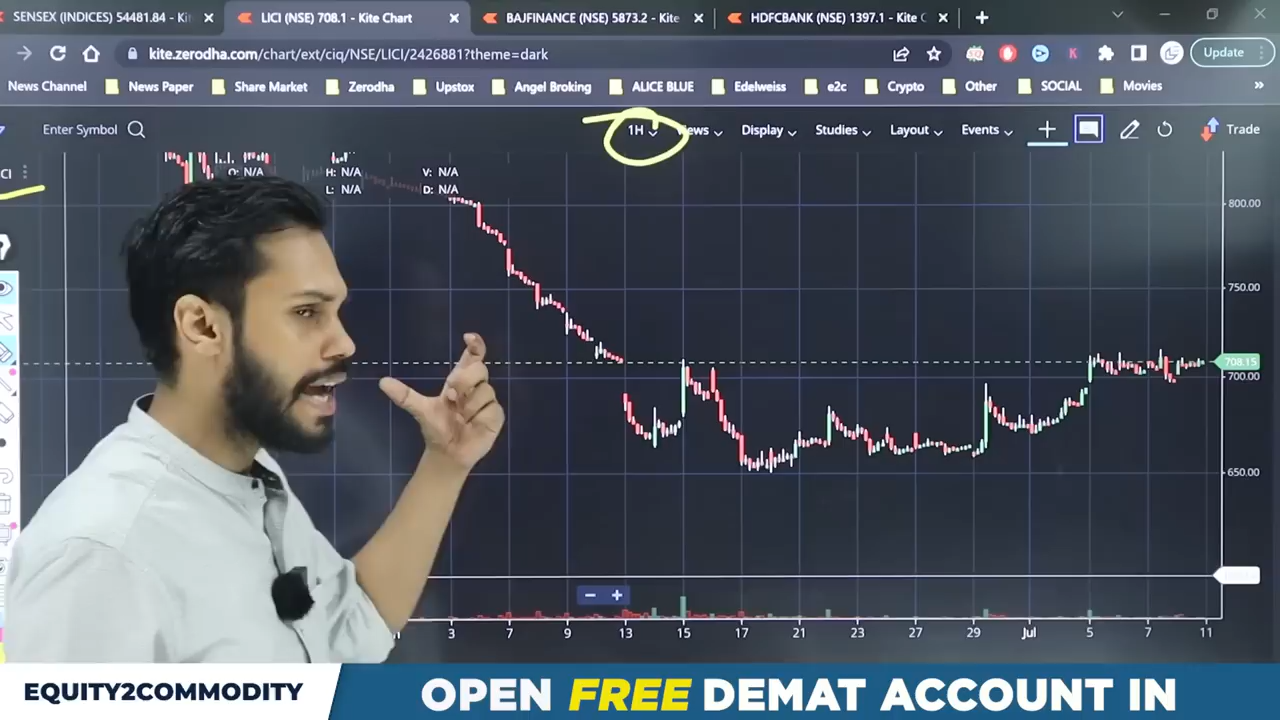 SENSEX (INDICES) 54481.84 - Ki
LICI (NSE) 708.1 - Kite Chart
BAJFINANCE (NSE) 5873.2 - Kite
HDFCBANK (NSE) 1397.1 - Kite C
kite.zerodha.com/chart/ext/ciq/NSE/LICI/2426881?theme=dark
K
Update
News Channel
News Paper
Share Market
Zerodha
Upstox
Angel Broking
ALICE BLUE
Edelweiss
e2c
Crypto
Other
SOCIAL
Movies
»
Enter Symbol
1H
ews
Display
Studies
Layout
Events
Trade
CI
O: N/A
H: N/A
V: N/A
L: N/A
D: N/A
800.00
750.00
708.15
700.00
650.00
3 7 9 13 15 17 21 23 27 29 Jul 5 7 11
EQUITY2COMMODITY
OPEN FREE DEMAT ACCOUNT IN